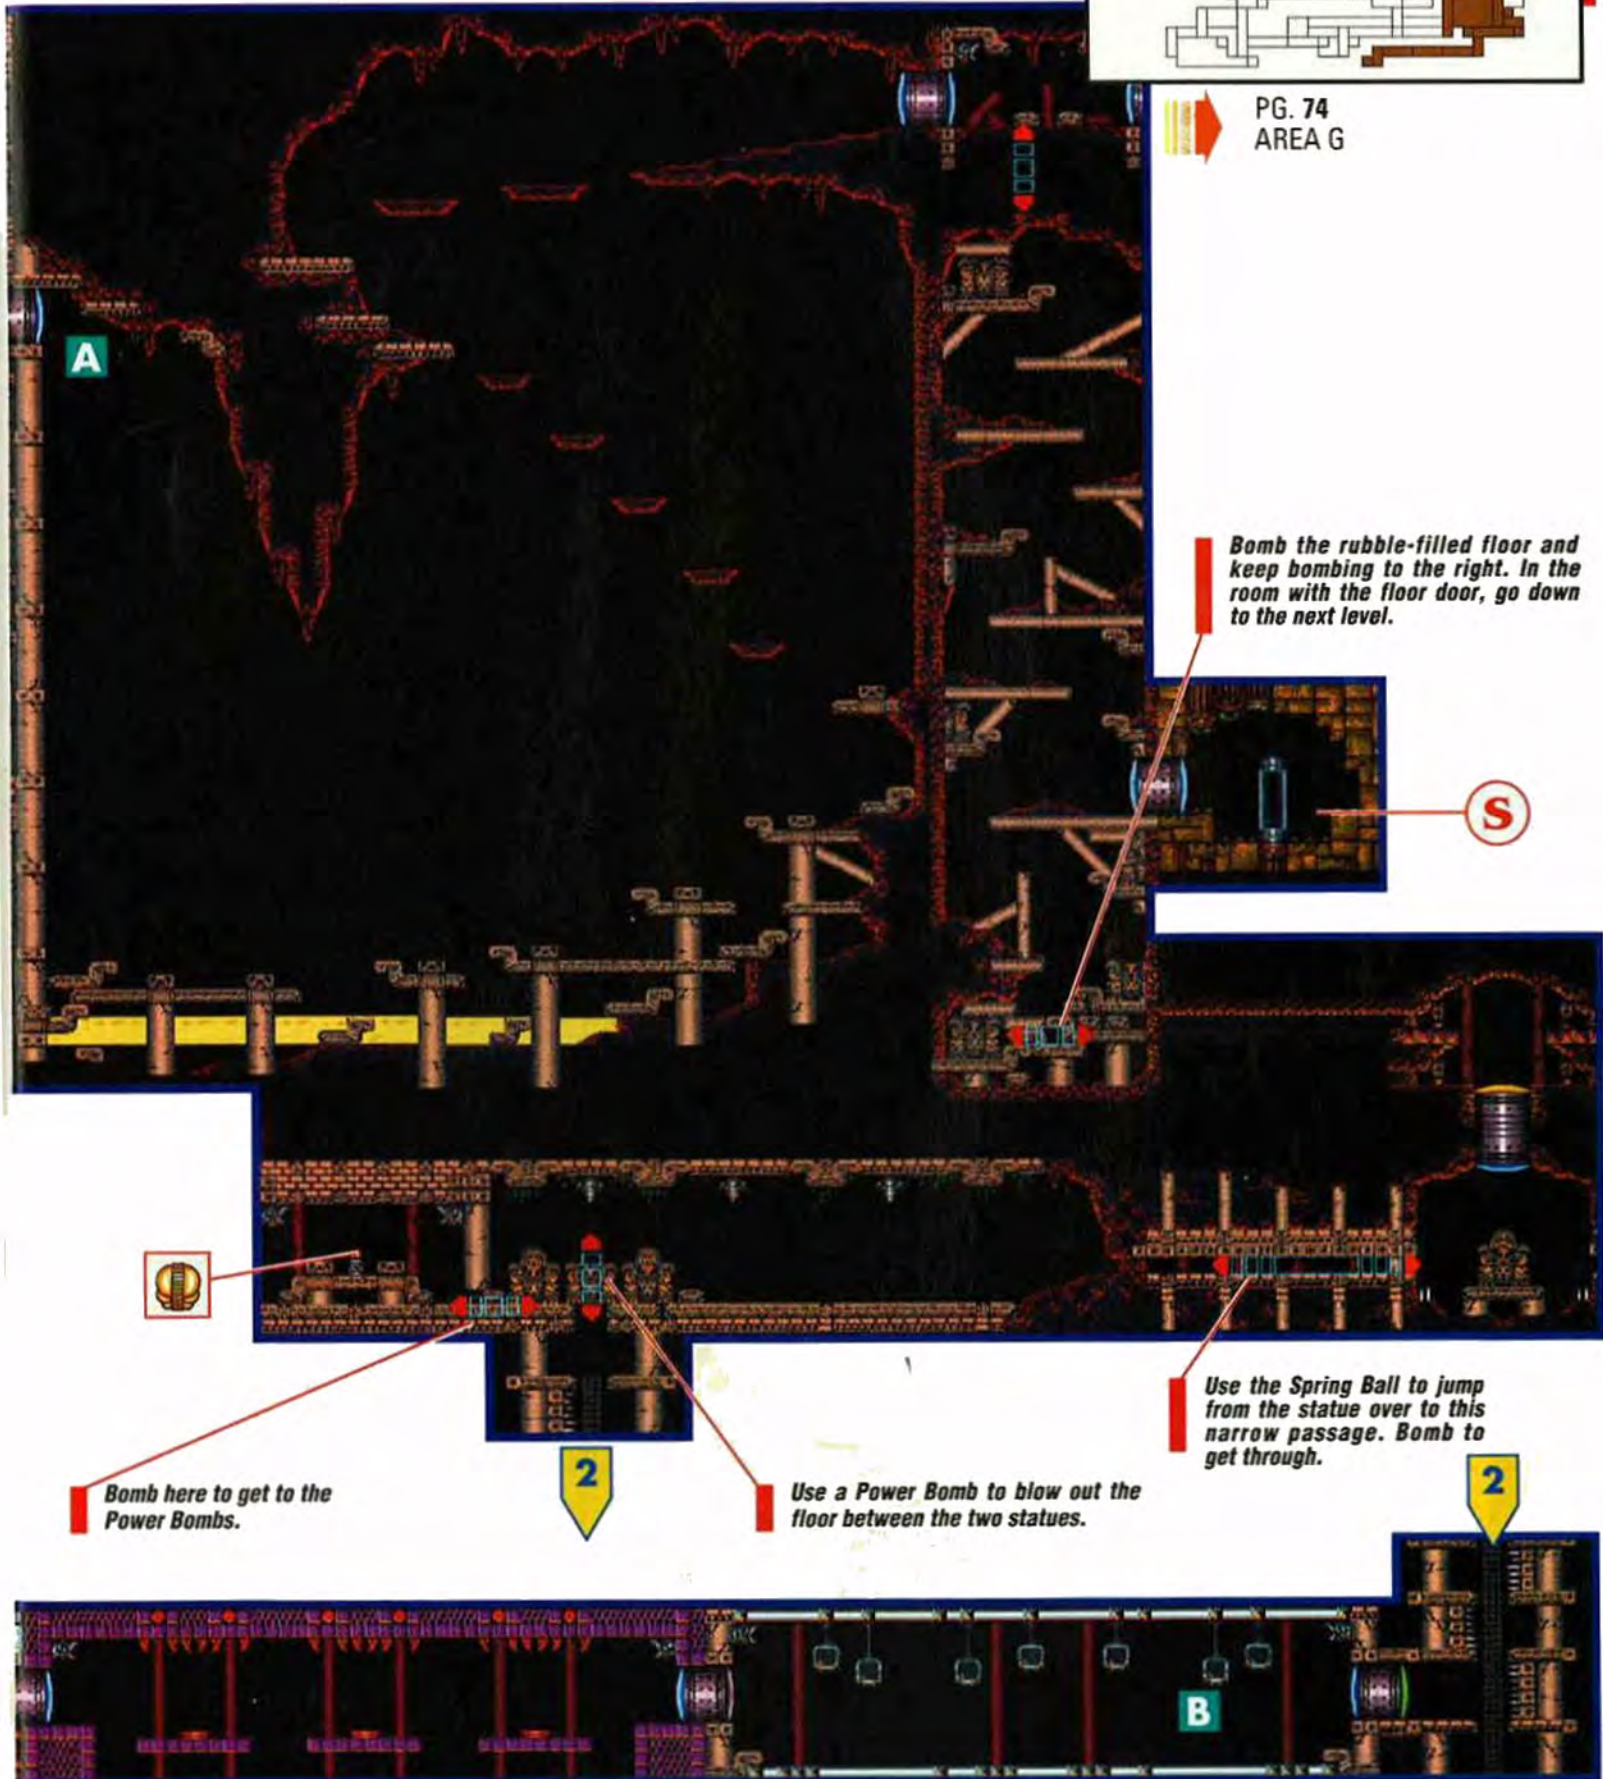 PG. 74
AREA G
A
Bomb the rubble-filled floor and
keep bombing to the right. In the
room with the floor door, go down
to the next level.
S
Use the Spring Ball to jump
from the statue over to this
narrow passage. Bomb to
get through.
Bomb here to get to the
Power Bombs.
2
Use a Power Bomb to blow out the
floor between the two statues.
2
B